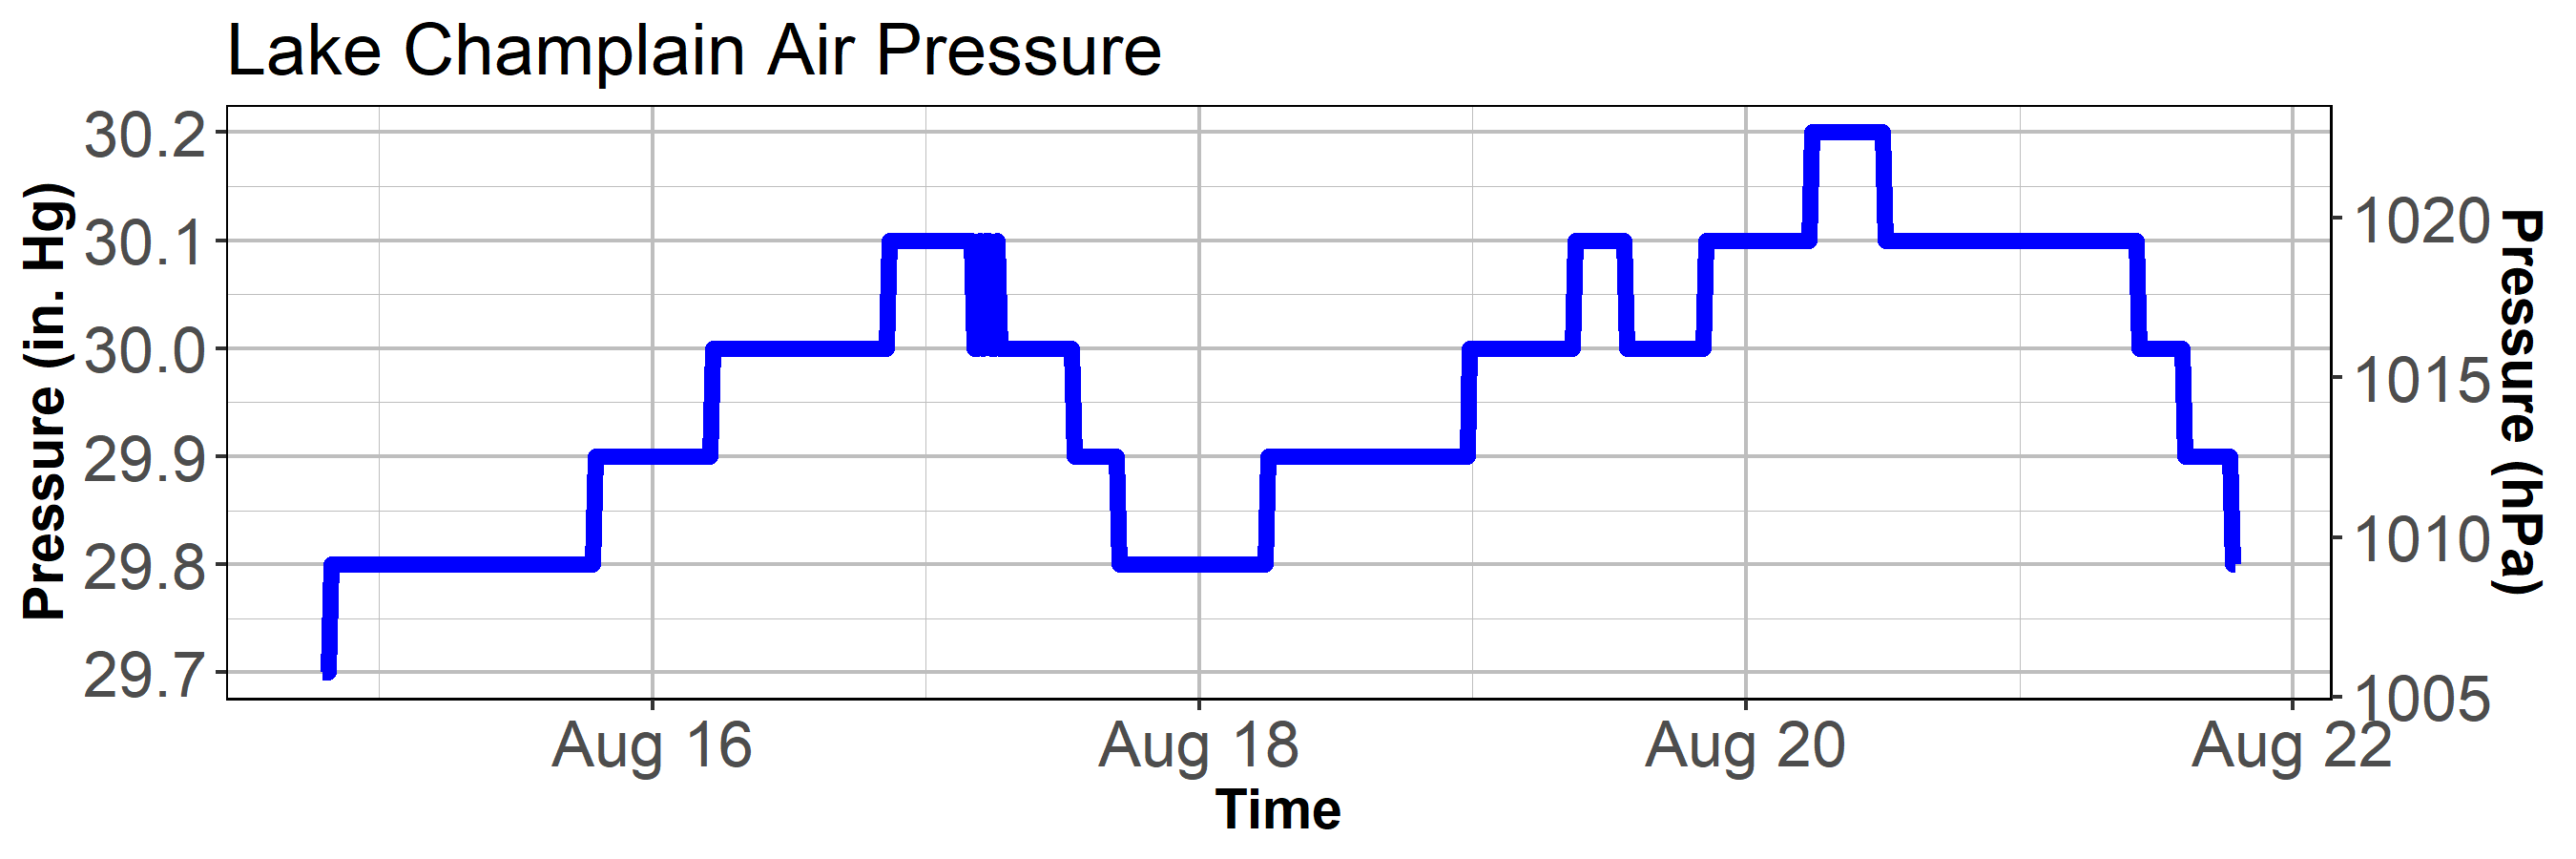 Lake Champlain Air Pressure
Pressure (in. Hg)
30.2
30.1
30.0
29.9
29.8
29.7
1020
1015
1010
1005
Pressure (hPa)
Aug 16 Aug 18 Aug 20 Aug 22
Time